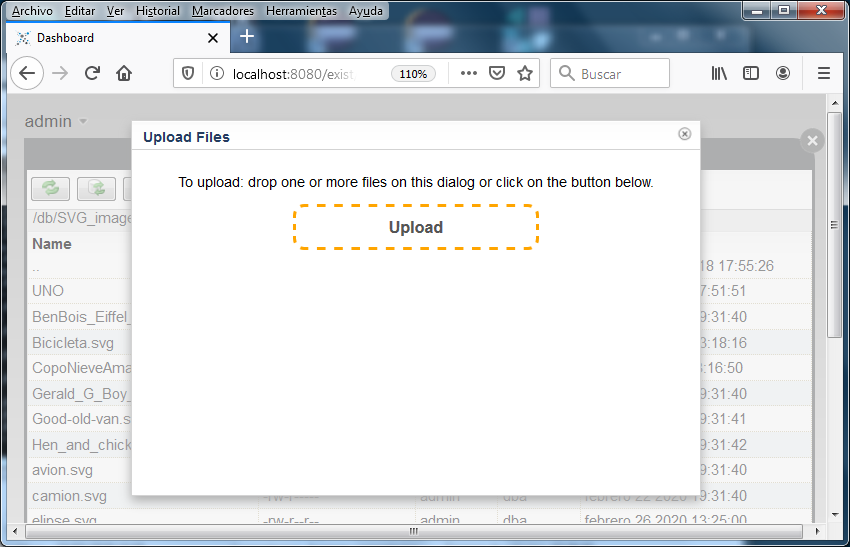 Archivo Editar Ver Historial Marcadores Herramientas Ayuda
Dashboard
localhost:8080/exist
110%
Buscar
admin
Upload Files
To upload: drop one or more files on this dialog or click on the button below.
Upload
/db/SVG_image
Name
.. 18 17:55:26
UNO 7:51:51
BenBois_Eiffel_ 9:31:40
Bicicleta.svg 3:18:16
CopoNieveAma :16:50
Gerald_G_Boy_ 9:31:40
Good-old-van.s 9:31:41
Hen_and_chick 9:31:42
avion.svg 9:31:40
camion.svg -rw-r----- admin dba febrero 22 2020 19:31:40
elipse.svg -rw-r--r-- admin dba febrero 26 2020 13:25:00